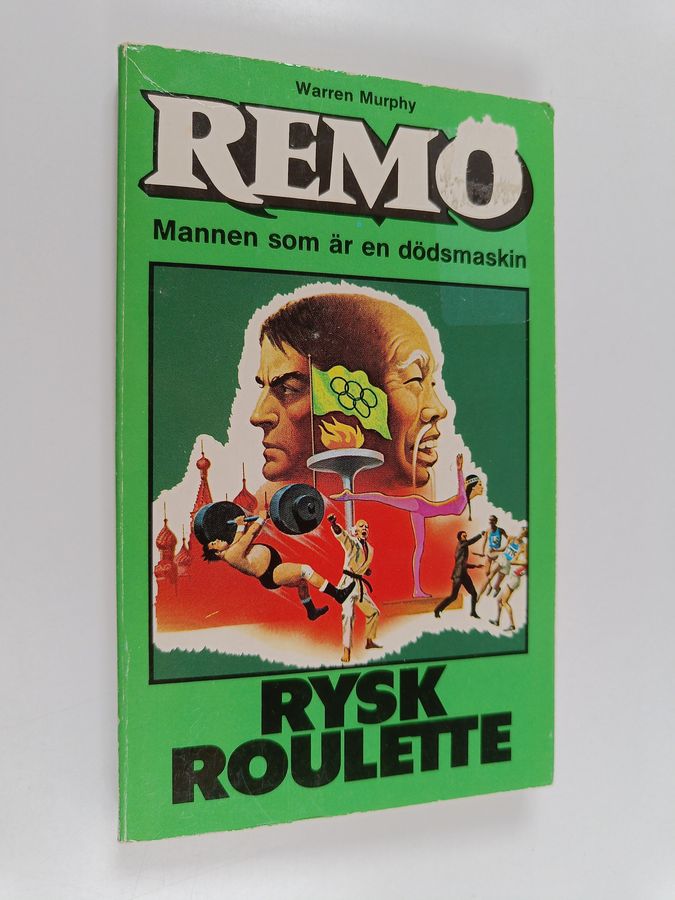 Warren Murphy
REMO
Mannen som är en dödsmaskin
RYSK
ROULETTE